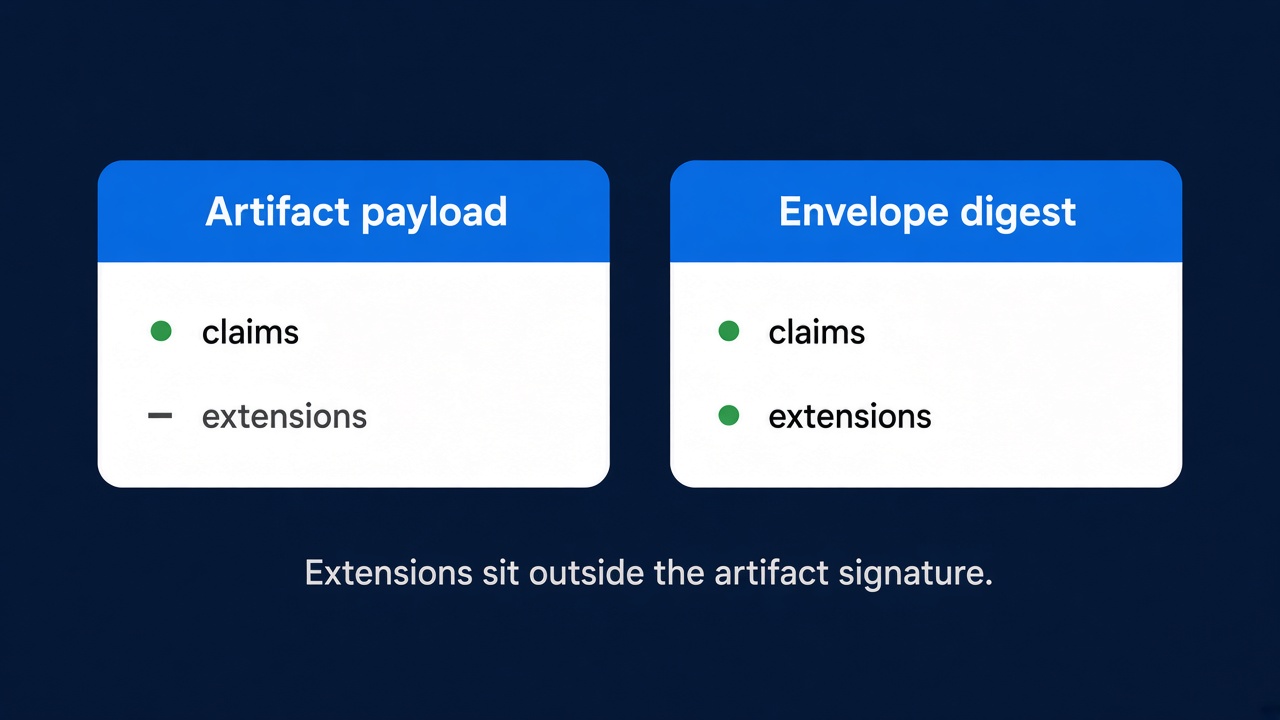 Artifact payload
claims
extensions
Envelope digest
claims
extensions
Extensions sit outside the artifact signature.